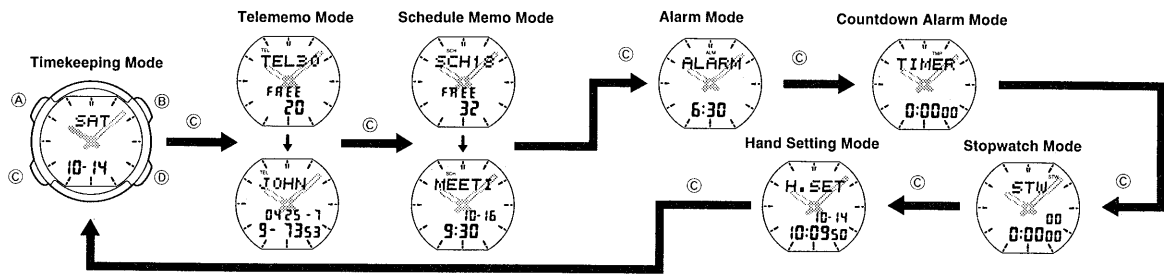 Timekeeping Mode
Ⓐ
Ⓑ
SAT
10-14
Ⓒ
Ⓓ
Ⓒ
Telememo Mode
TEL
TEL30
FREE
20
JOHN
0425-7
9-7353
Ⓒ
Schedule Memo Mode
SCH
SCH18
FREE
32
SCH
MEETI
10-16
9:30
Ⓒ
Alarm Mode
ALM
ALARM
6:30
Ⓒ
Countdown Alarm Mode
TMR
TIMER
0:0000
Ⓒ
Stopwatch Mode
STW
STW
00
0:0000
Ⓒ
Hand Setting Mode
H.SET
10-14
10:0950
Ⓒ